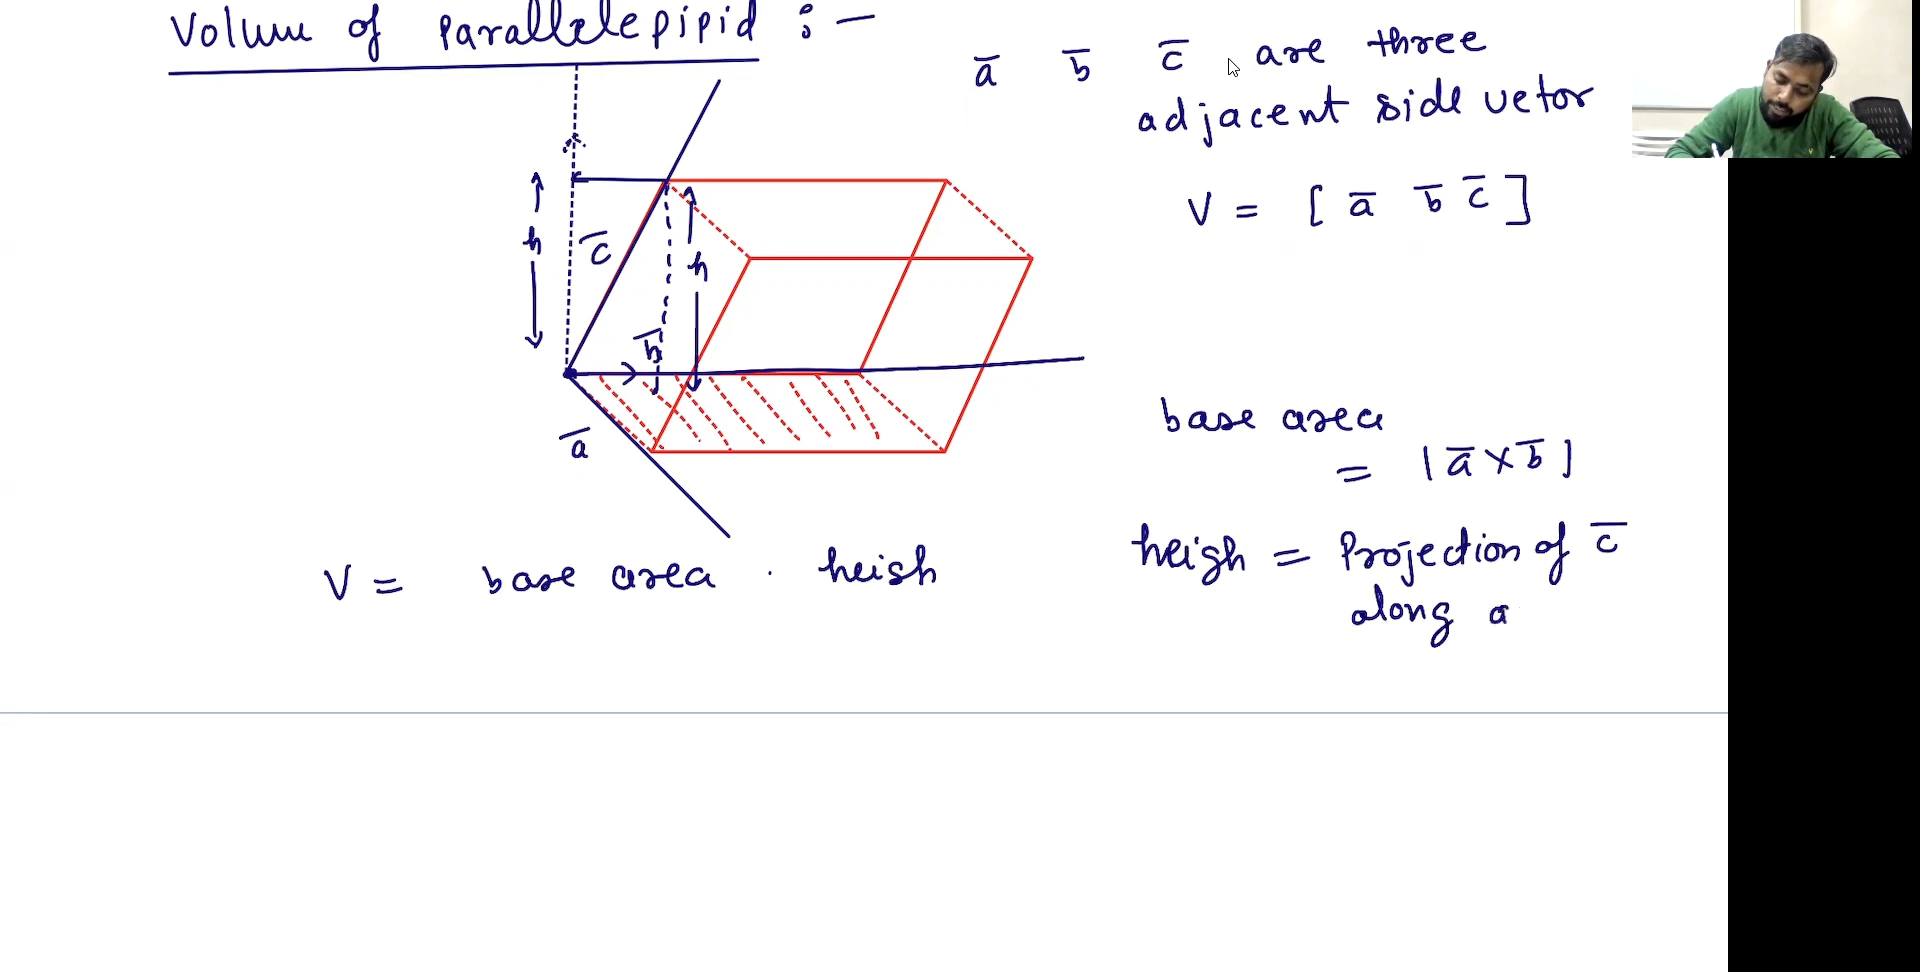 Volume of parallelepipid :-
a̅ b̅ c̅ are three
adjacent side vetor
V = [ a̅ b̅ c̅ ]
h
c̅
h
b̅
a̅
base area
= | a̅ × b̅ |
V = base area . heigh
heigh = Projection of c̅
along a